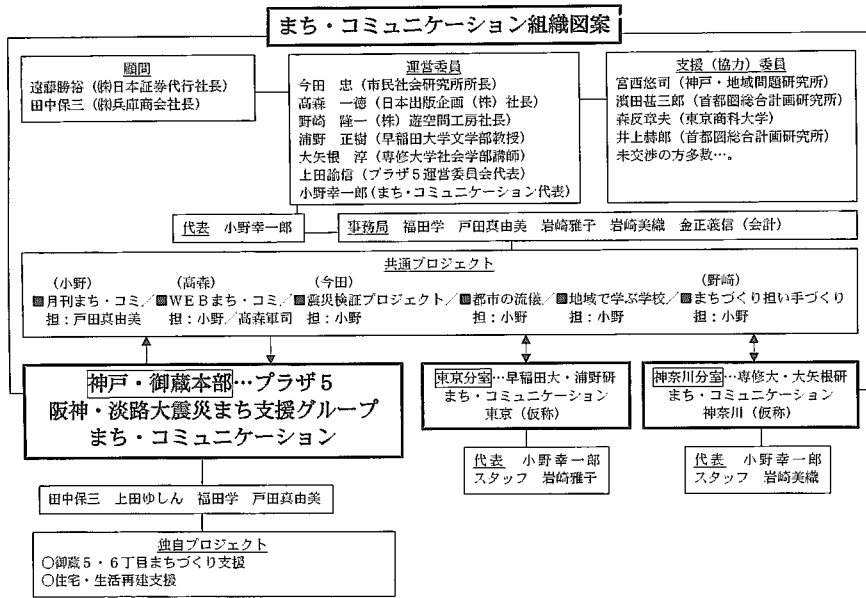 まち・コミュニケーション組織図案
顧問
遠藤勝裕（㈱日本証券代行社長）
田中保三（㈱兵庫商会社長）
運営委員
今田　忠（市民社会研究所所長）
高森　一徳（日本出版企画（株）社長）
野崎　隆一（株）遊空間工房社長）
浦野　正樹（早稲田大学文学部教授）
大矢根　淳（専修大学社会学部講師）
上田諭信（プラザ５運営委員会代表）
小野幸一郎（まち・コミュニケーション代表）
支援（協力）委員
宮西悠司（神戸・地域問題研究所）
濱田甚三郎（首都圏総合計画研究所）
森反章夫（東京商科大学）
井上赫郎（首都圏総合計画研究所）
未交渉の方多数…。
代表　小野幸一郎
事務局　福田学　戸田真由美　岩崎雅子　岩崎美織　金正義信（会計）
共通プロジェクト
（小野）　（高森）　（今田）　（野崎）
■月刊まち・コミ／■ＷＥＢまち・コミ／■震災検証プロジェクト／■都市の流儀／■地域で学ぶ学校／■まちづくり担い手づくり
担：戸田真由美　担：小野／高森軍司　担：小野　担：小野　担：小野　担：小野
神戸・御蔵本部…プラザ５
阪神・淡路大震災まち支援グループ
まち・コミュニケーション
東京分室…早稲田大・浦野研
まち・コミュニケーション
東京（仮称）
神奈川分室…専修大・大矢根研
まち・コミュニケーション
神奈川（仮称）
代表　小野幸一郎
スタッフ　岩崎雅子
代表　小野幸一郎
スタッフ　岩崎美織
田中保三　上田ゆしん　福田学　戸田真由美
独自プロジェクト
○御蔵５・６丁目まちづくり支援
○住宅・生活再建支援